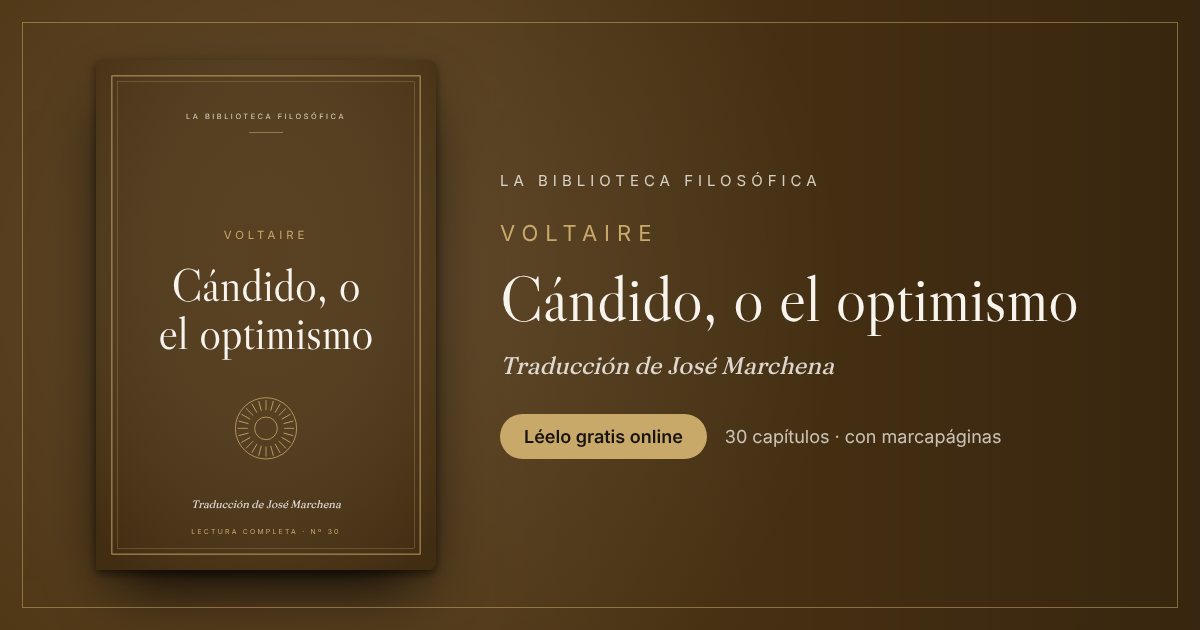 LA BIBLIOTECA FILOSÓFICA
VOLTAIRE
Cándido, o
el optimismo
Traducción de José Marchena
LECTURA COMPLETA · Nº 30
LA BIBLIOTECA FILOSÓFICA
VOLTAIRE
Cándido, o el optimismo
Traducción de José Marchena
Léelo gratis online
30 capítulos · con marcapáginas